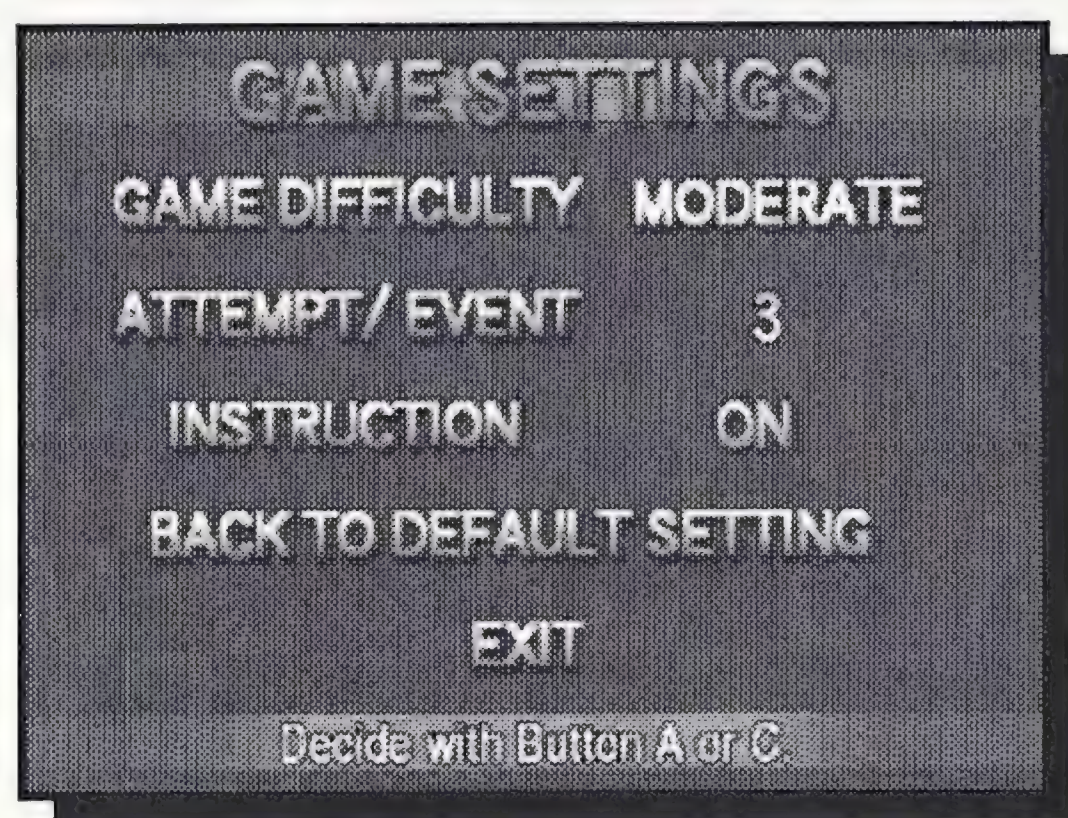 GAME SETTINGS
GAME DIFFICULTY MODERATE
ATTEMPT/ EVENT 3
INSTRUCTION ON
BACK TO DEFAULT SETTING
EXIT
Decide with Button A or C.